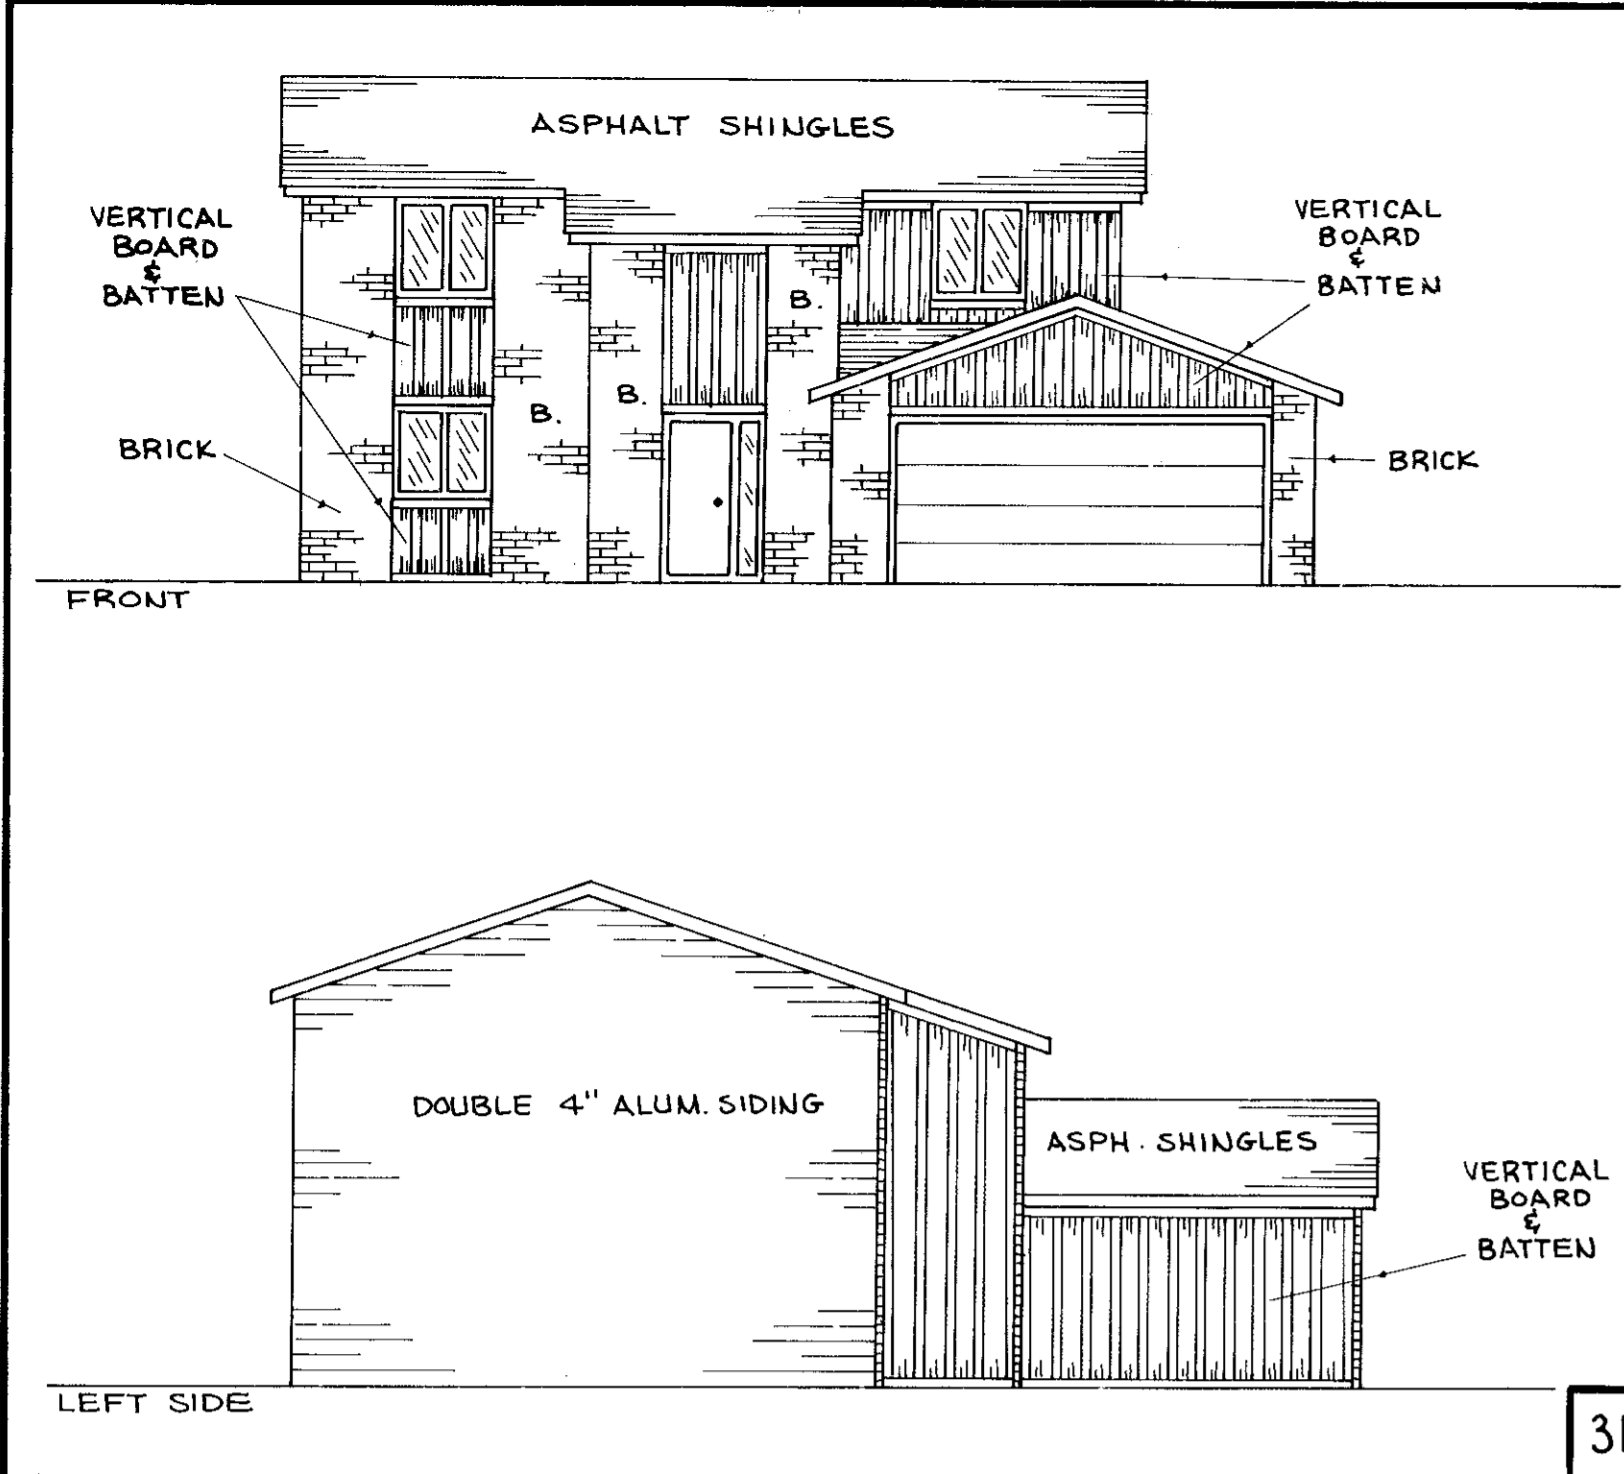 ASPHALT SHINGLES
VERTICAL
BOARD
&
BATTEN
VERTICAL
BOARD
&
BATTEN
B.
B.
B.
BRICK
BRICK
FRONT
DOUBLE 4" ALUM. SIDING
ASPH. SHINGLES
VERTICAL
BOARD
&
BATTEN
LEFT SIDE
3